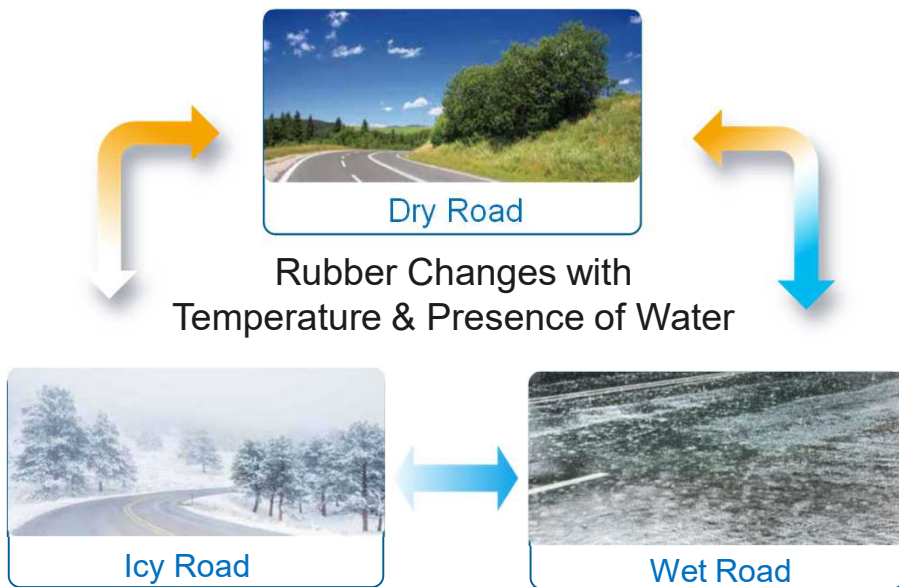 Dry Road
Rubber Changes with
Temperature & Presence of Water
Icy Road
Wet Road